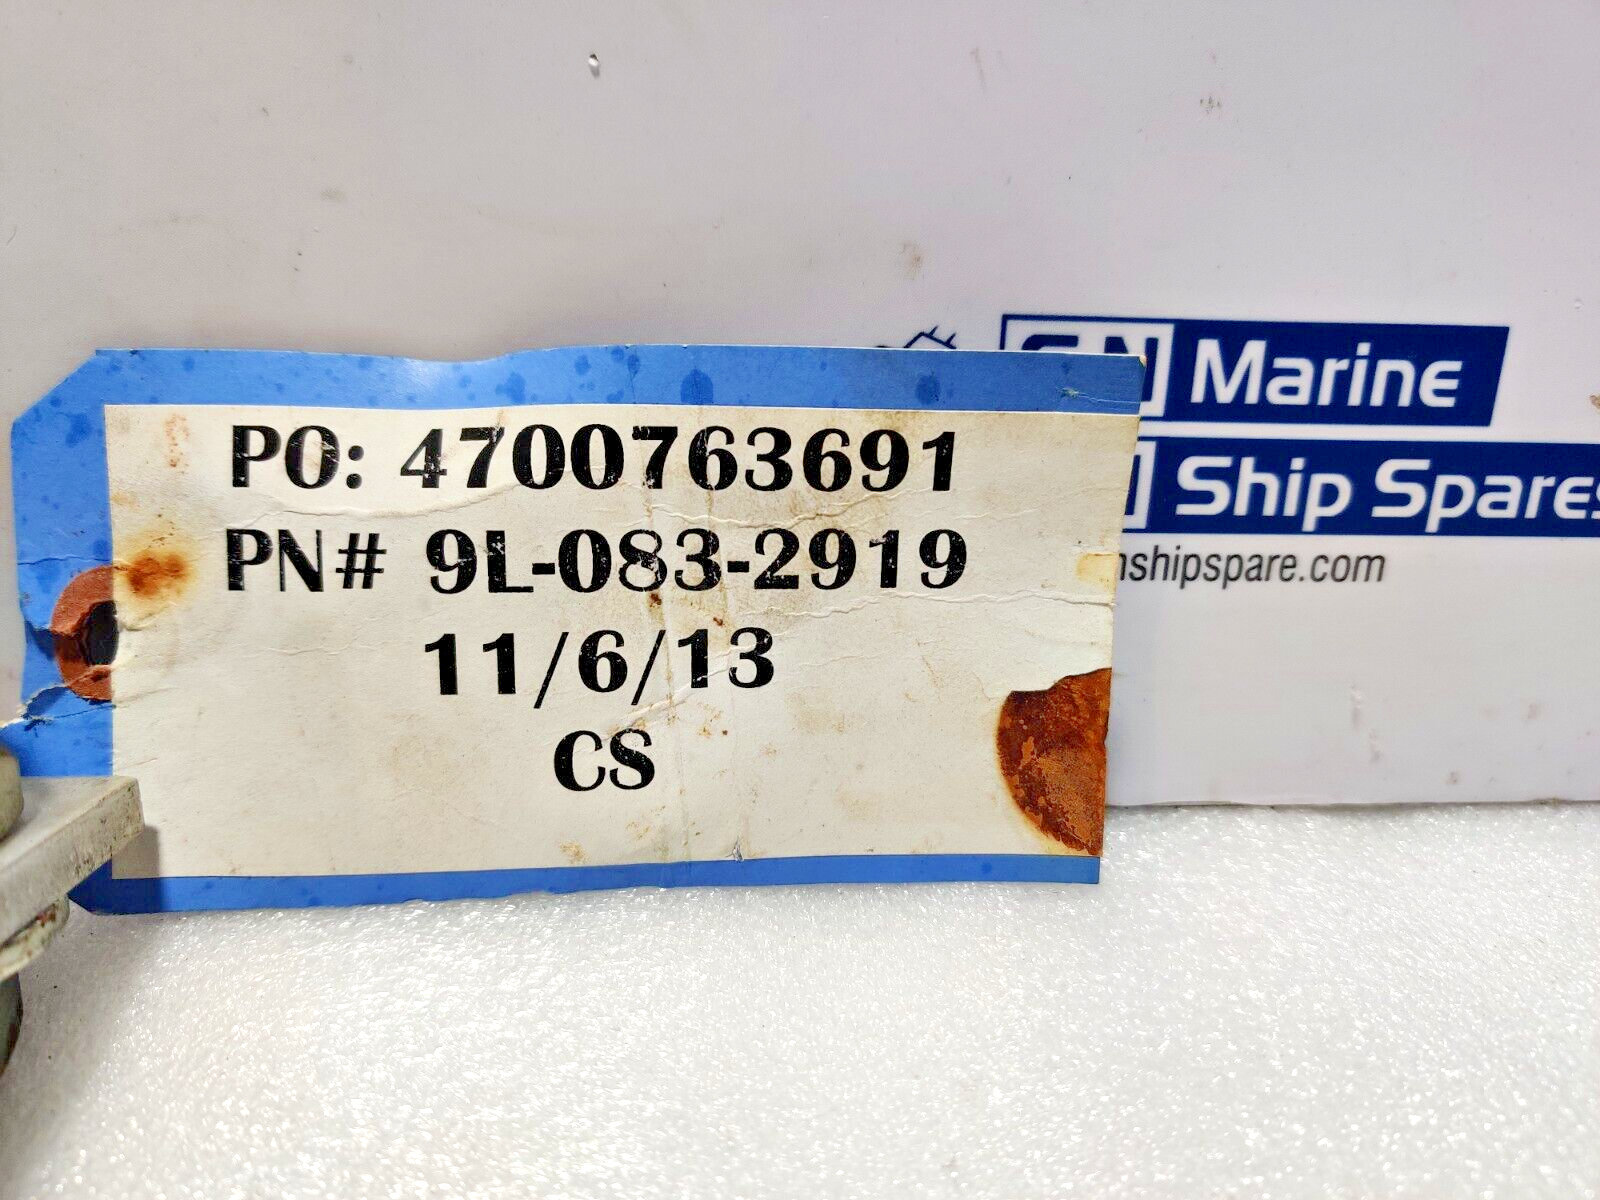 PO: 4700763691
PN# 9L-083-2919
11/6/13
CS
Marine
Ship Spares
nshipspare.com